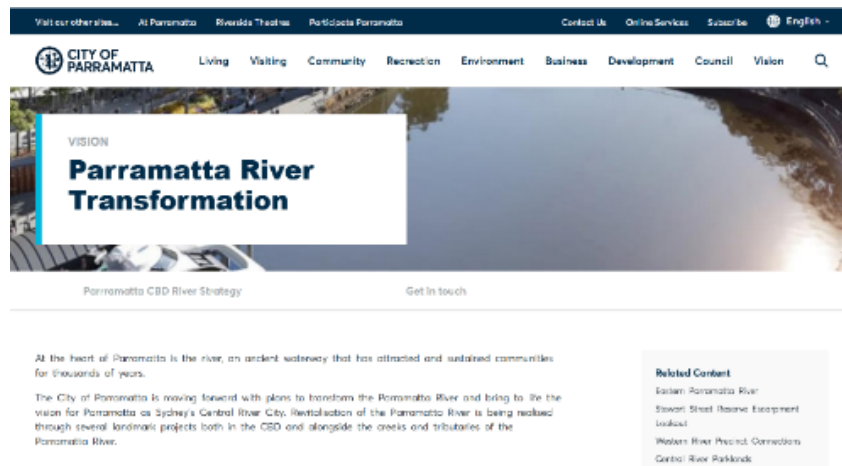 Visit our other sites... At Parramatta Riverside Theatres Participate Parramatta Contact Us Online Services Subscribe English
CITY OF
PARRAMATTA
Living Visiting Community Recreation Environment Business Development Council Vision
VISION
Parramatta River
Transformation
Parramatta CBD River Strategy Get in touch
At the heart of Parramatta is the river, an ancient waterway that has attracted and sustained communities
for thousands of years.
The City of Parramatta is moving forward with plans to transform the Parramatta River and bring to life the
vision for Parramatta as Sydney's Central River City. Revitalisation of the Parramatta River is being realised
through several landmark projects both in the CBD and alongside the creeks and tributaries of the
Parramatta River.
Related Content
Eastern Parramatta River
Stewart Street Reserve Escarpment
Lookout
Western River Precinct Connections
Central River Parklands